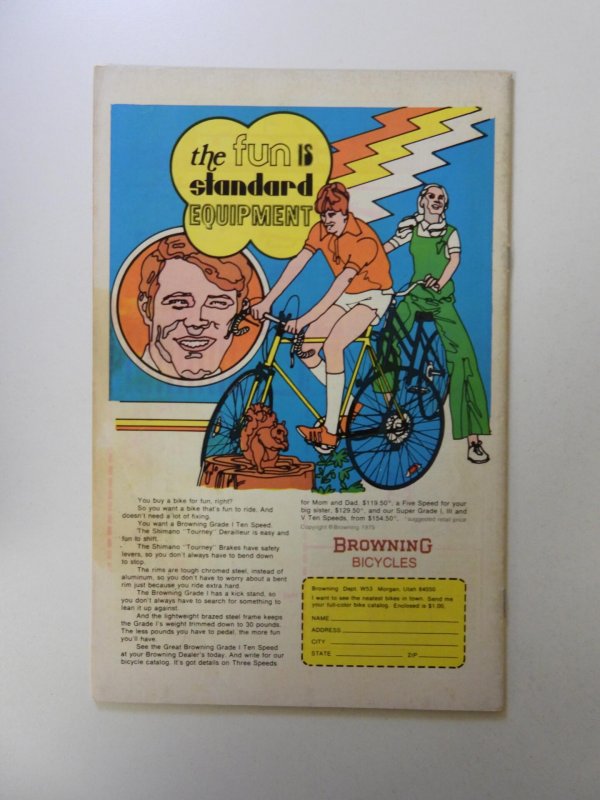 the fun IS
standard
EQUIPMENT
You buy a bike for fun, right?
So you want a bike that's fun to ride. And
doesn't need a lot of fixing.
You want a Browning Grade I Ten Speed.
The Shimano "Tourney" Derailleur is easy and
fun to shift.
The Shimano "Tourney" Brakes have safety
levers, so you don't always have to bend down
to stop.
The rims are tough chromed steel, instead of
aluminum, so you don't have to worry about a bent
rim just because you ride extra hard.
The Browning Grade I has a kick stand, so
you don't always have to search for something to
lean it up against.
And the lightweight brazed steel frame keeps
the Grade I's weight trimmed down to 30 pounds.
The less pounds you have to pedal, the more fun
you'll have.
See the Great Browning Grade I Ten Speed
at your Browning Dealer's today. And write for our
bicycle catalog. It's got details on Three Speeds
for Mom and Dad, $119.50*, a Five Speed for your
big sister, $129.50*, and our Super Grade I, III and
V Ten Speeds, from $154.50*. *suggested retail price
Copyright ©Browning 1975
BROWNING
BICYCLES
Browning Dept. W53 Morgan, Utah 84050
I want to see the neatest bikes in town. Send me
your full-color bike catalog. Enclosed is $1.00.
NAME
ADDRESS
CITY
STATE ZIP